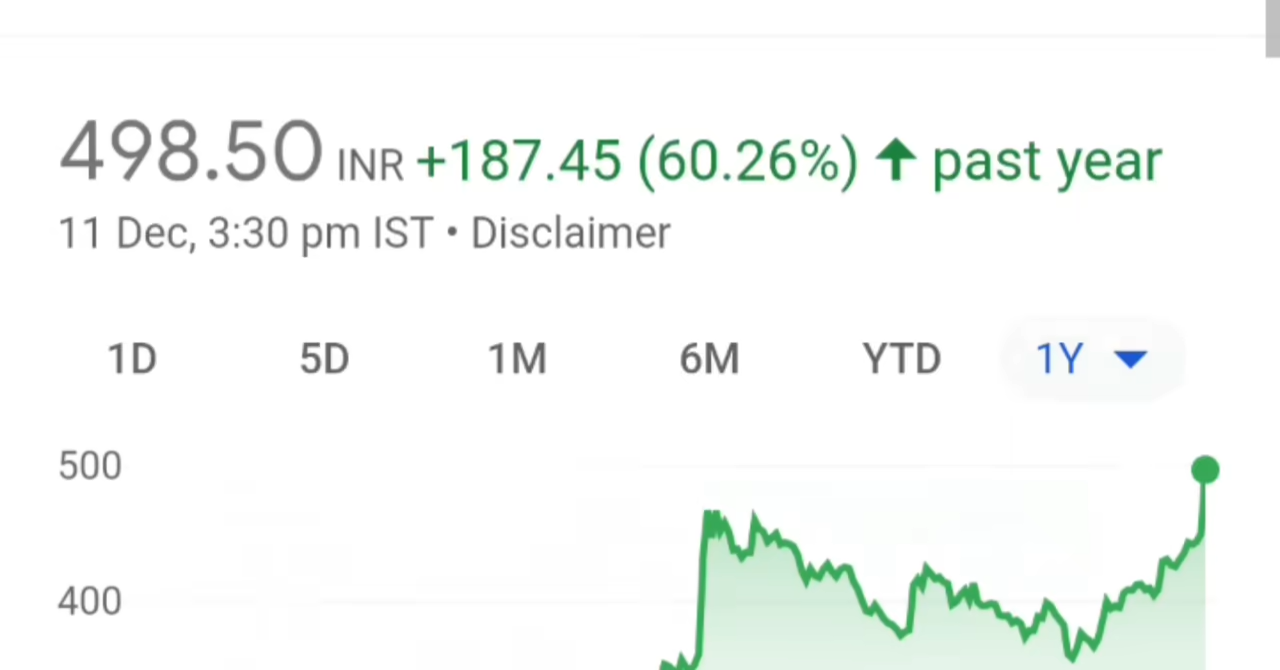 498.50 INR +187.45 (60.26%) ↑ past year
11 Dec, 3:30 pm IST • Disclaimer
1D 5D 1M 6M YTD 1Y
500
400